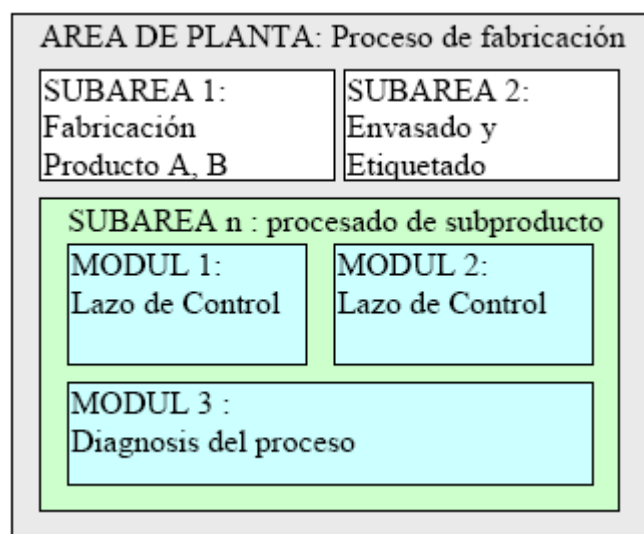 AREA DE PLANTA: Proceso de fabricación
SUBAREA 1:
Fabricación
Producto A, B
SUBAREA 2:
Envasado y
Etiquetado
SUBAREA n : procesado de subproducto
MODUL 1:
Lazo de Control
MODUL 2:
Lazo de Control
MODUL 3 :
Diagnosis del proceso